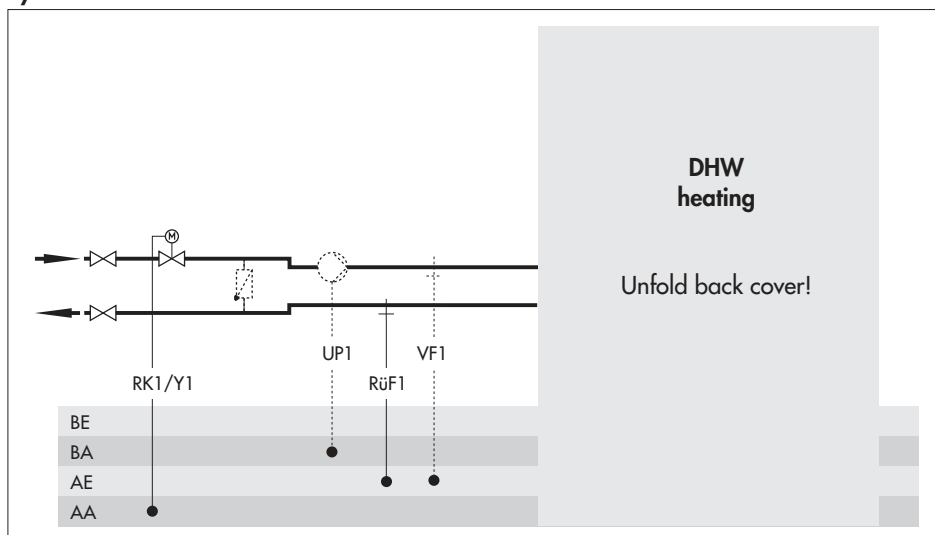 DHW
heating
Unfold back cover!
M
UP1
VF1
RK1/Y1
RüF1
BE
BA
AE
AA